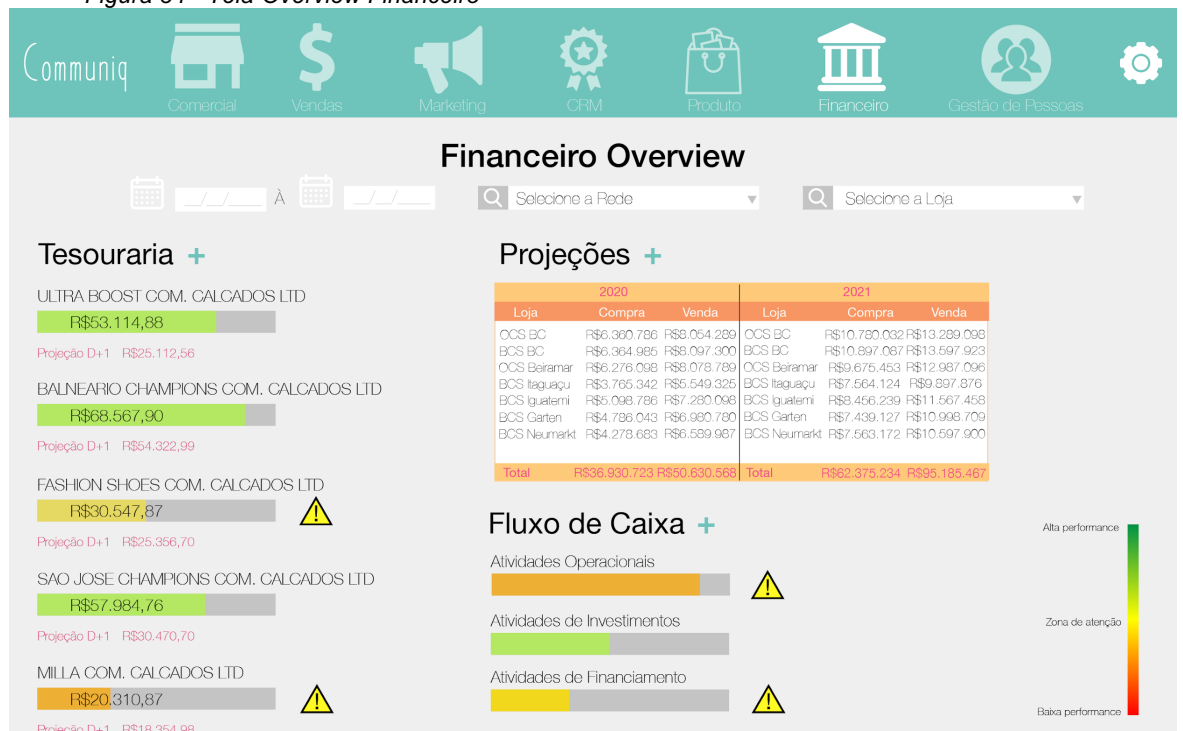 Figura 34 - Tela Overview Financeiro
Communiq
Comercial
Vendas
Marketing
CRM
Produto
Financeiro
Gestão de Pessoas
Financeiro Overview
__/__/____ À __/__/____
Selecione a Rede
Selecione a Loja
Tesouraria +
ULTRA BOOST COM. CALCADOS LTD
R$53.114,88
Projeção D+1 R$25.112,56
BALNEARIO CHAMPIONS COM. CALCADOS LTD
R$68.567,90
Projeção D+1 R$54.322,99
FASHION SHOES COM. CALCADOS LTD
R$30.547,87
Projeção D+1 R$25.356,70
SAO JOSE CHAMPIONS COM. CALCADOS LTD
R$57.984,76
Projeção D+1 R$30.470,70
MILLA COM. CALCADOS LTD
R$20.310,87
Projeção D+1 R$18.354,98
Projeções +
2020 2021
Loja Compra Venda Loja Compra Venda
OCS BC R$6.360.786 R$8.054.289 OCS BC R$10.780.032 R$13.289.098
BCS BC R$6.364.985 R$8.097.300 BCS BC R$10.897.087 R$13.597.923
OCS Beiramar R$6.276.098 R$8.078.789 OCS Beiramar R$9.675,453 R$12.987.096
BCS Itaguaçu R$3.765.342 R$5.549.325 BCS Itaguaçu R$7.564.124 R$9.897.876
BCS Iguatemi R$5.098.786 R$7.280.098 BCS Iguatemi R$8.456.239 R$11.567.458
BCS Garten R$4.786.043 R$6.980.780 BCS Garten R$7.439.127 R$10.998.709
BCS Neumarkt R$4.278.683 R$6.589.987 BCS Neumarkt R$7.563.172 R$10.597.900
Total R$36.930.723 R$50.630.568 Total R$62.375.234 R$95.185.467
Fluxo de Caixa +
Atividades Operacionais
Atividades de Investimentos
Atividades de Financiamento
Alta performance
Zona de atenção
Baixa performance